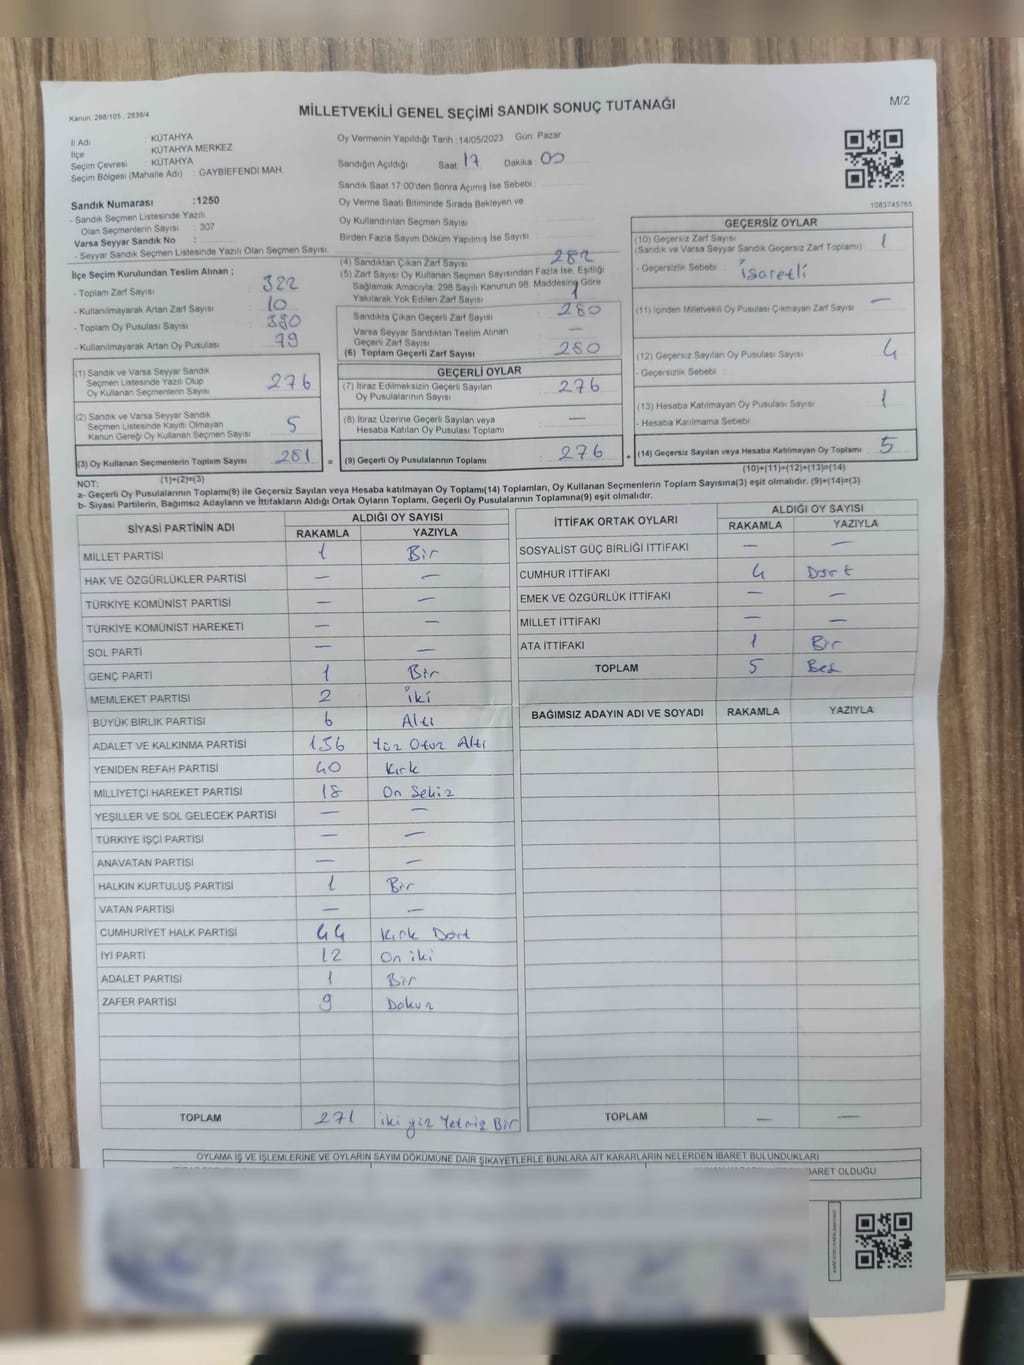 Kanun: 298/105, 2839/4
MİLLETVEKİLİ GENEL SEÇİMİ SANDIK SONUÇ TUTANAĞI
M/2
İl Adı : KÜTAHYA
İlçe : KÜTAHYA MERKEZ
Seçim Çevresi : KÜTAHYA
Seçim Bölgesi (Mahalle Adı) : GAYBİEFENDİ MAH.
Sandık Numarası :1250
- Sandık Seçmen Listesinde Yazılı
Olan Seçmenlerin Sayısı : 307
Varsa Seyyar Sandık No :
- Seyyar Sandık Seçmen Listesinde Yazılı Olan Seçmen Sayısı:
Oy Vermenin Yapıldığı Tarih :14/05/2023 Gün: Pazar
Sandığın Açıldığı Saat: 17 Dakika: 00
Sandık Saat 17:00'den Sonra Açımış İse Sebebi :
Oy Verme Saati Bitiminde Sırada Bekleyen ve
Oy Kullandırılan Seçmen Sayısı
Birden Fazla Sayım Döküm Yapılmış İse Sayısı :
1083745765
İlçe Seçim Kurulundan Teslim Alınan ;
- Toplam Zarf Sayısı 322
- Kullanılmayarak Artan Zarf Sayısı 10
- Toplam Oy Pusulası Sayısı 380
- Kullanılmayarak Artan Oy Pusulası 79
(4) Sandıktan Çıkan Zarf Sayısı 282
(5) Zarf Sayısı Oy Kullanan Seçmen Sayısından Fazla İse, Eşitliği
Sağlamak Amacıyla, 298 Sayılı Kanunun 98. Maddesine Göre
Yakılarak Yok Edilen Zarf Sayısı 1
Sandıkta Çıkan Geçerli Zarf Sayısı 280
Varsa Seyyar Sandıktan Teslim Alınan
Geçerli Zarf Sayısı —
(6) Toplam Geçerli Zarf Sayısı 280
GEÇERSİZ OYLAR
(10) Geçersiz Zarf Sayısı 1
(Sandık ve Varsa Seyyar Sandık Geçersiz Zarf Toplamı)
- Geçersizlik Sebebi : işaretli
(11) İçinden Milletvekili Oy Pusulası Çıkmayan Zarf Sayısı —
(12) Geçersiz Sayılan Oy Pusulası Sayısı 4
- Geçersizlik Sebebi :
(13) Hesaba Katılmayan Oy Pusulası Sayısı 1
- Hesaba Katılmama Sebebi
(14) Geçersiz Sayılan veya Hesaba Katılmayan Oy Toplamı 5
(10)+(11)+(12)+(13)=(14)
(1) Sandık ve Varsa Seyyar Sandık
Seçmen Listesinde Yazılı Olup
Oy Kullanan Seçmenlerin Sayısı 276
(2) Sandık ve Varsa Seyyar Sandık
Seçmen Listesinde Kayıtlı Olmayan
Kanun Gereği Oy Kullanan Seçmen Sayısı 5
(3) Oy Kullanan Seçmenlerin Toplam Sayısı 281 =
(1)+(2)=(3)
GEÇERLİ OYLAR
(7) İtiraz Edilmeksizin Geçerli Sayılan
Oy Pusulalarının Sayısı 276
(8) İtiraz Üzerine Geçerli Sayılan veya
Hesaba Katılan Oy Pusulası Toplamı —
(9) Geçerli Oy Pusulalarının Toplamı 276 +
NOT:
a- Geçerli Oy Pusulalarının Toplamı(9) ile Geçersiz Sayılan veya Hesaba Katılmayan Oy Toplamı(14) Toplamları, Oy Kullanan Seçmenlerin Toplam Sayısına(3) eşit olmalıdır. (9)+(14)=(3)
b- Siyasi Partilerin, Bağımsız Adayların ve İttifakların Aldığı Ortak Oyların Toplamı, Geçerli Oy Pusulalarının Toplamına(9) eşit olmalıdır.
SİYASİ PARTİNİN ADI ALDIĞI OY SAYISI
RAKAMLA YAZIYLA
MİLLET PARTİSİ 1 Bir
HAK VE ÖZGÜRLÜKLER PARTİSİ — —
TÜRKİYE KOMÜNİST PARTİSİ — —
TÜRKİYE KOMÜNİST HAREKETİ — —
SOL PARTİ — —
GENÇ PARTİ 1 Bir
MEMLEKET PARTİSİ 2 iki
BÜYÜK BİRLİK PARTİSİ 6 Altı
ADALET VE KALKINMA PARTİSİ 136 Yüz Otuz Altı
YENİDEN REFAH PARTİSİ 40 Kırk
MİLLİYETÇİ HAREKET PARTİSİ 18 On Sekiz
YEŞİLLER VE SOL GELECEK PARTİSİ — —
TÜRKİYE İŞÇİ PARTİSİ — —
ANAVATAN PARTİSİ — —
HALKIN KURTULUŞ PARTİSİ 1 Bir
VATAN PARTİSİ — —
CUMHURİYET HALK PARTİSİ 44 Kırk Dört
İYİ PARTİ 12 On iki
ADALET PARTİSİ 1 Bir
ZAFER PARTİSİ 9 Dokuz
TOPLAM 271 iki yüz Yetmiş Bir
İTTİFAK ORTAK OYLARI ALDIĞI OY SAYISI
RAKAMLA YAZIYLA
SOSYALİST GÜÇ BİRLİĞİ İTTİFAKI — —
CUMHUR İTTİFAKI 4 Dört
EMEK VE ÖZGÜRLÜK İTTİFAKI — —
MİLLET İTTİFAKI — —
ATA İTTİFAKI 1 Bir
TOPLAM 5 Beş
BAĞIMSIZ ADAYIN ADI VE SOYADI RAKAMLA YAZIYLA
TOPLAM — —
OYLAMA İŞ VE İŞLEMLERİNE VE OYLARIN SAYIM DÖKÜMÜNE DAİR ŞİKAYETLERLE BUNLARA AİT KARARLARIN NELERDEN İBARET BULUNDUKLARI
İBARET OLDUĞU